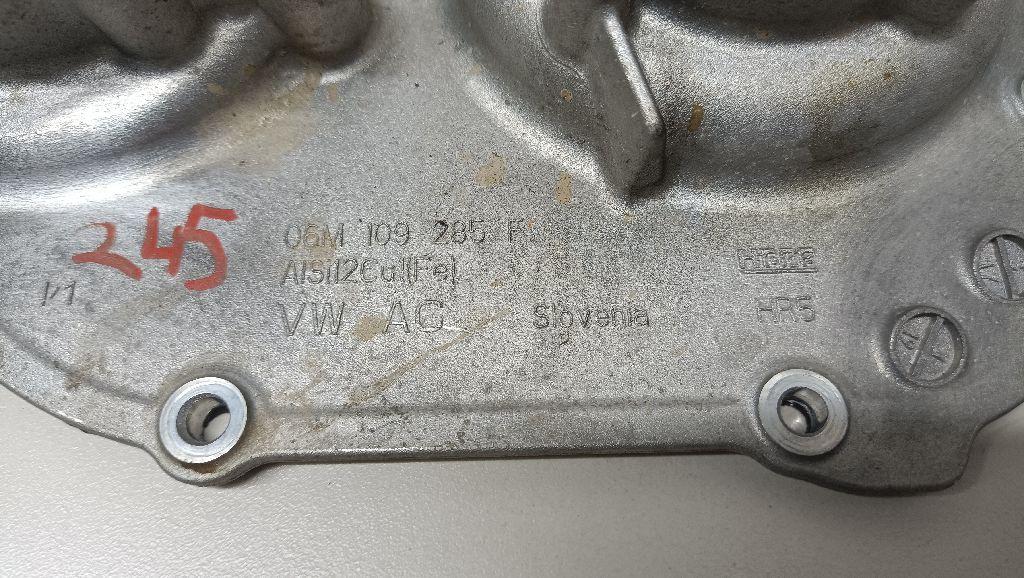 245
06M 109 285 F
AlSi12Cu1(Fe)
VW AG
Slovenia
HR5